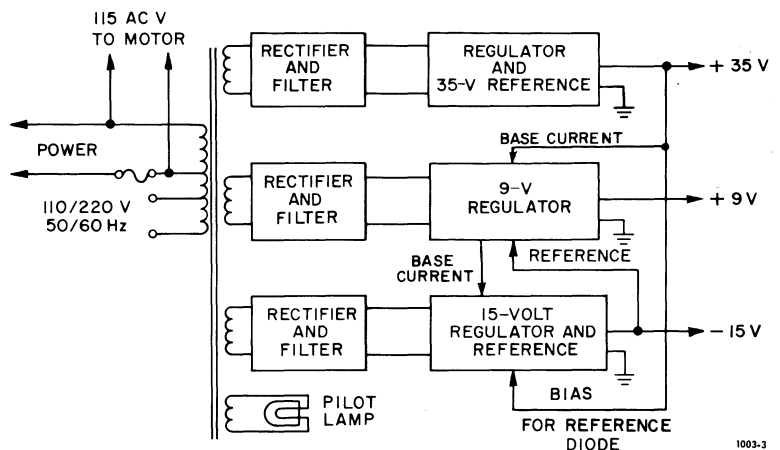 115 AC V
TO MOTOR
POWER
110/220 V
50/60 Hz
RECTIFIER
AND
FILTER
REGULATOR
AND
35-V REFERENCE
+ 35 V
BASE CURRENT
RECTIFIER
AND
FILTER
9-V
REGULATOR
+ 9 V
BASE
CURRENT
REFERENCE
RECTIFIER
AND
FILTER
15-VOLT
REGULATOR AND
REFERENCE
- 15 V
PILOT
LAMP
BIAS
FOR REFERENCE
DIODE
1003-3